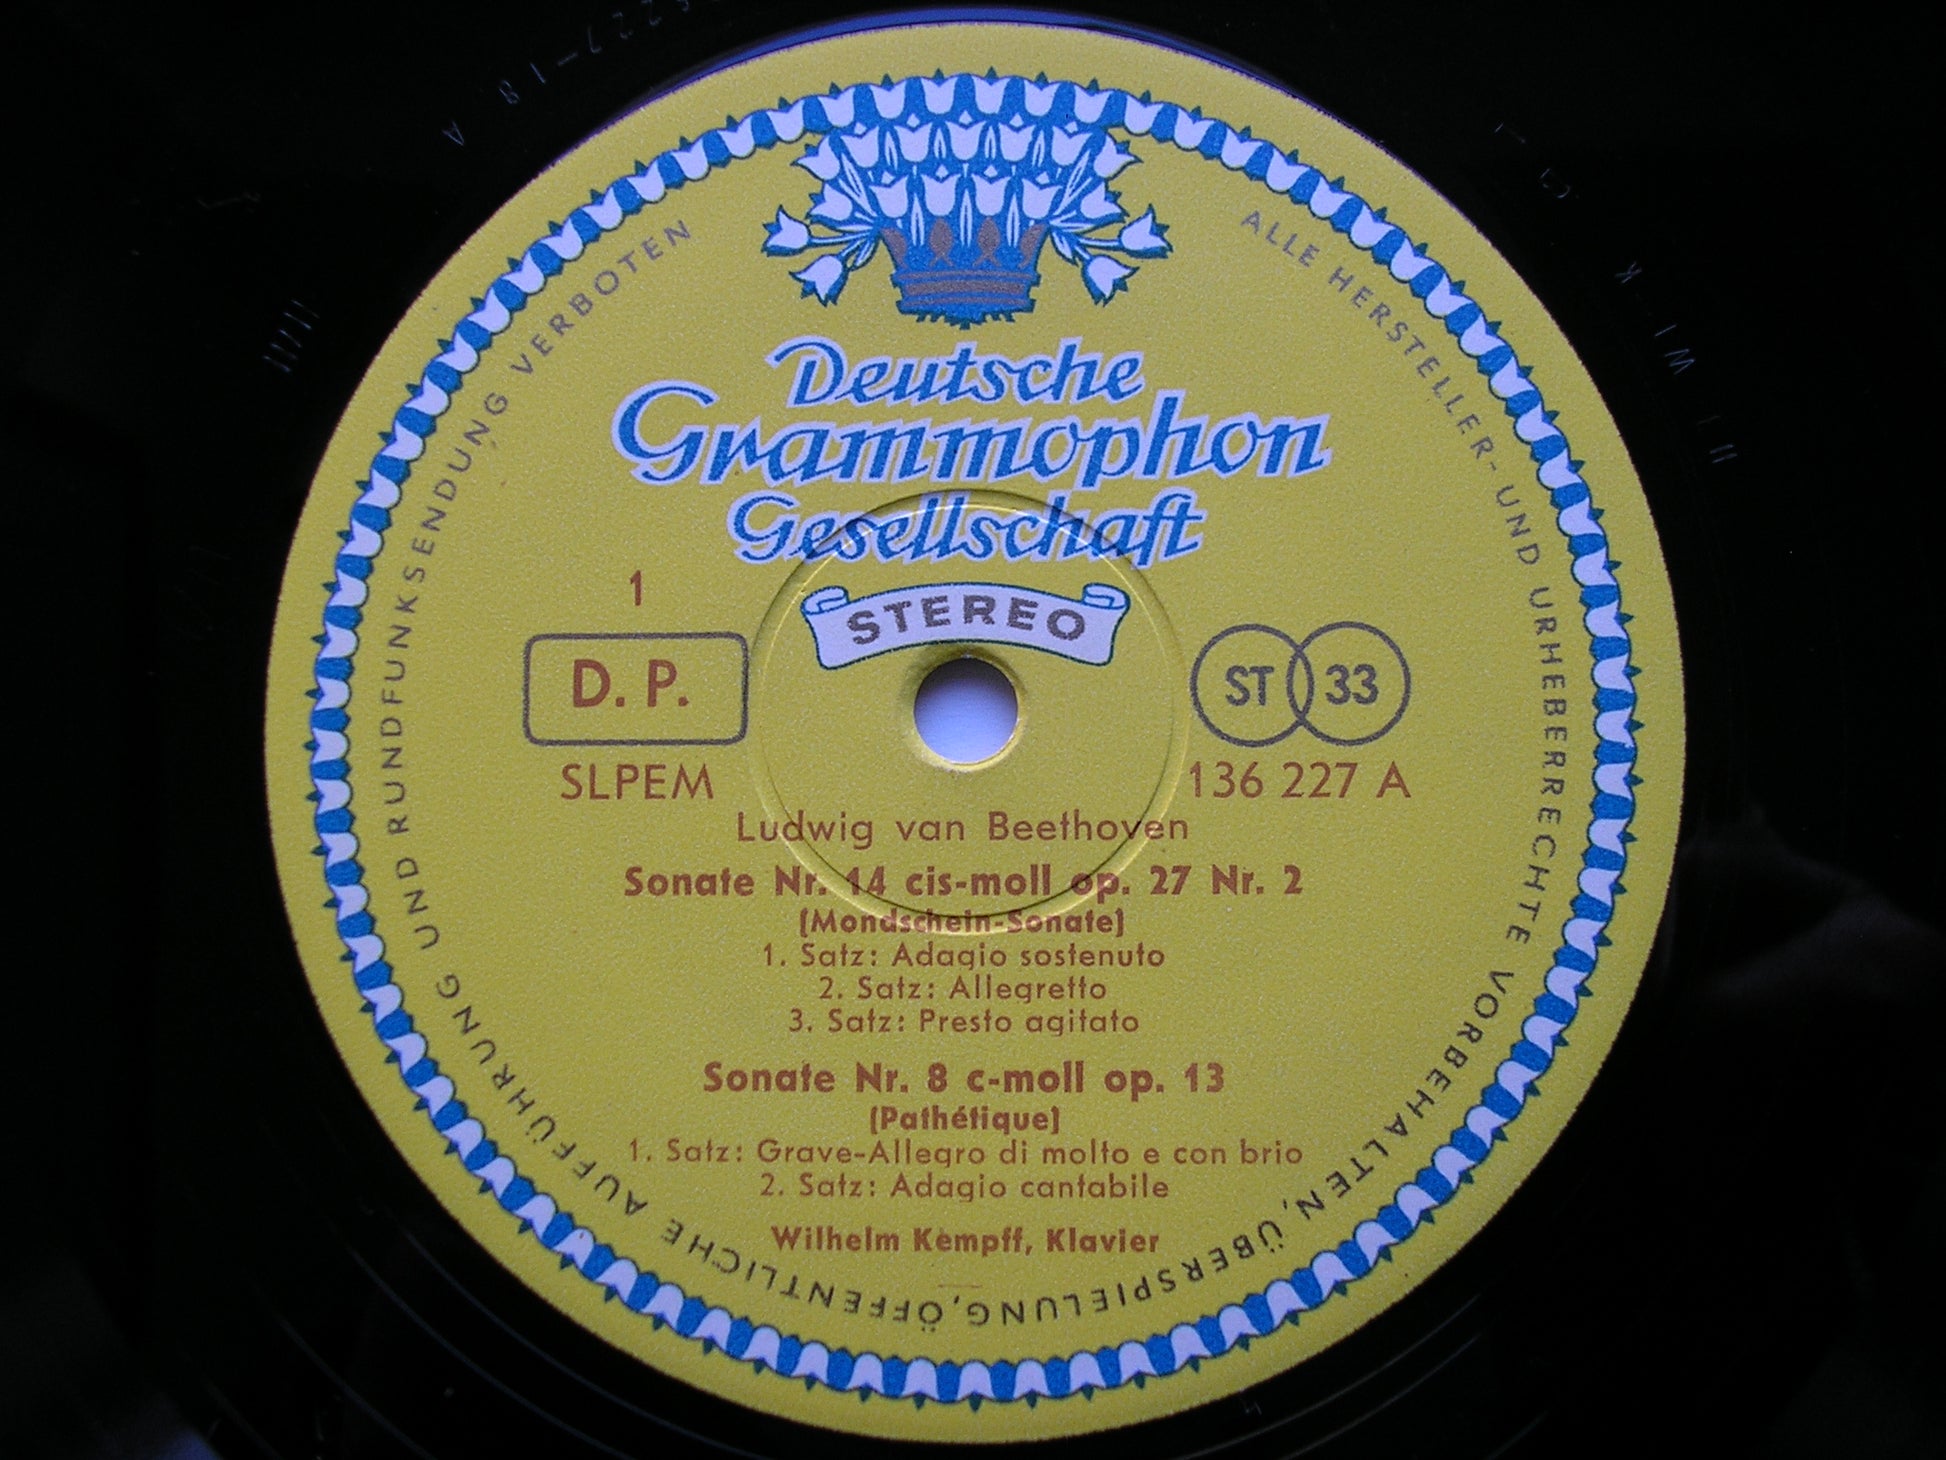 Deutsche
Grammophon
Gesellschaft
STEREO
1
D. P.
ST 33
SLPEM
136 227 A
Ludwig van Beethoven
Sonate Nr. 14 cis-moll op. 27 Nr. 2
(Mondschein-Sonate)
1. Satz: Adagio sostenuto
2. Satz: Allegretto
3. Satz: Presto agitato
Sonate Nr. 8 c-moll op. 13
(Pathétique)
1. Satz: Grave-Allegro di molto e con brio
2. Satz: Adagio cantabile
Wilhelm Kempff, Klavier
ALLE HERSTELLER- UND URHEBERRECHTE VORBEHALTEN, ÜBERSPIELUNG, ÖFFENTLICHE AUFFÜHRUNG UND RUNDFUNKSENDUNG VERBOTEN